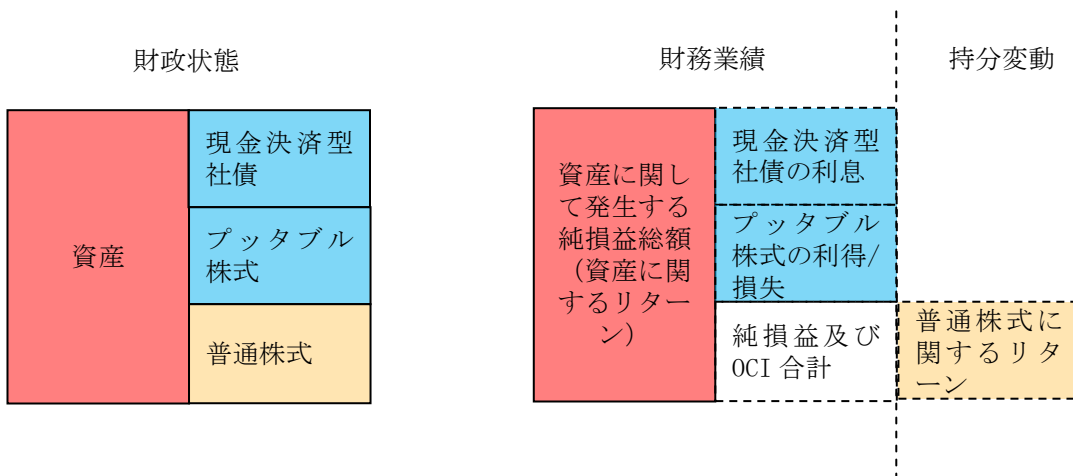 財政状態
財務業績
持分変動
資産
現金決済型
社債
プッタブル
株式
普通株式
資産に関し
て発生する
純損益総額
（資産に関
するリター
ン）
現金決済型
社債の利息
プッタブル
株式の利得/
損失
純損益及び
OCI 合計
普通株式に
関するリタ
ーン